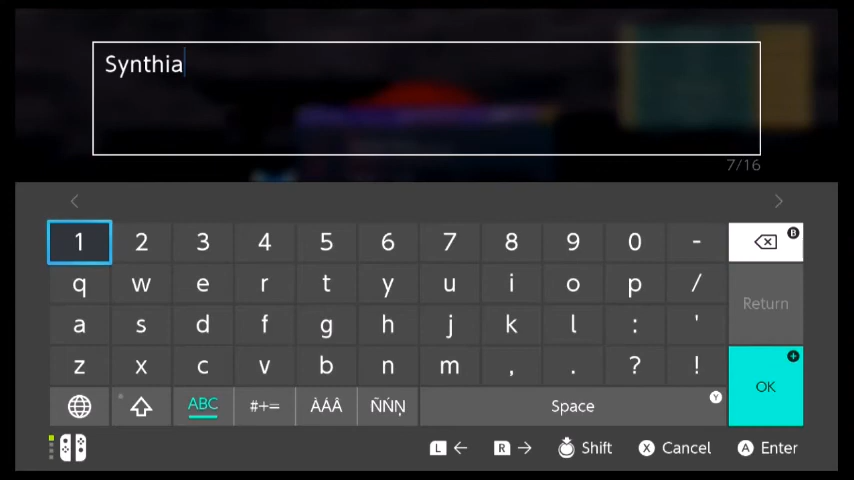 Synthia
7/16
< >
1 2 3 4 5 6 7 8 9 0 - B
q w e r t y u i o p / Return
a s d f g h j k l : '
z x c v b n m , . ? ! + OK
ABC #+= ÀÁÂ ÑŃŅ Space Y
L ← R → Shift X Cancel A Enter